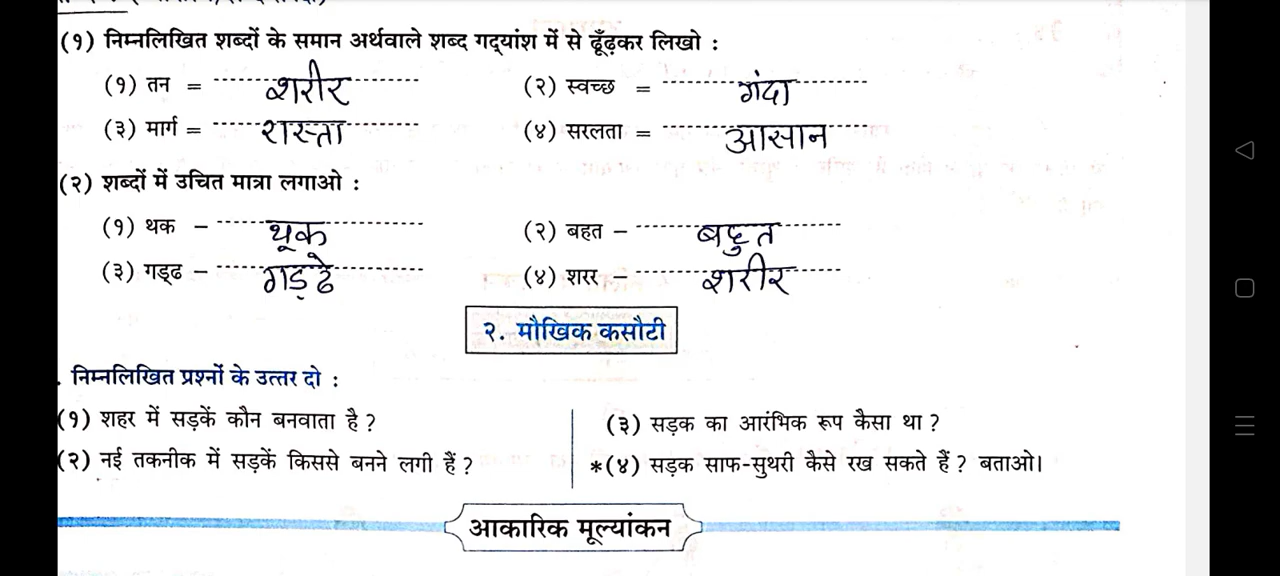 (१) निम्नलिखित शब्दों के समान अर्थवाले शब्द गद्यांश में से ढूँढ़कर लिखो :
(१) तन = शरीर (२) स्वच्छ = गंदा
(३) मार्ग = रास्ता (४) सरलता = आसान
(२) शब्दों में उचित मात्रा लगाओ :
(१) थक – थूक (२) बहत – बहुत
(३) गड्ढ – गड्ढे (४) शरर – शरीर
२. मौखिक कसौटी
. निम्नलिखित प्रश्नों के उत्तर दो :
(१) शहर में सड़कें कौन बनवाता है ? (३) सड़क का आरंभिक रूप कैसा था ?
(२) नई तकनीक में सड़कें किससे बनने लगी हैं ? *(४) सड़क साफ-सुथरी कैसे रख सकते हैं ? बताओ।
आकारिक मूल्यांकन